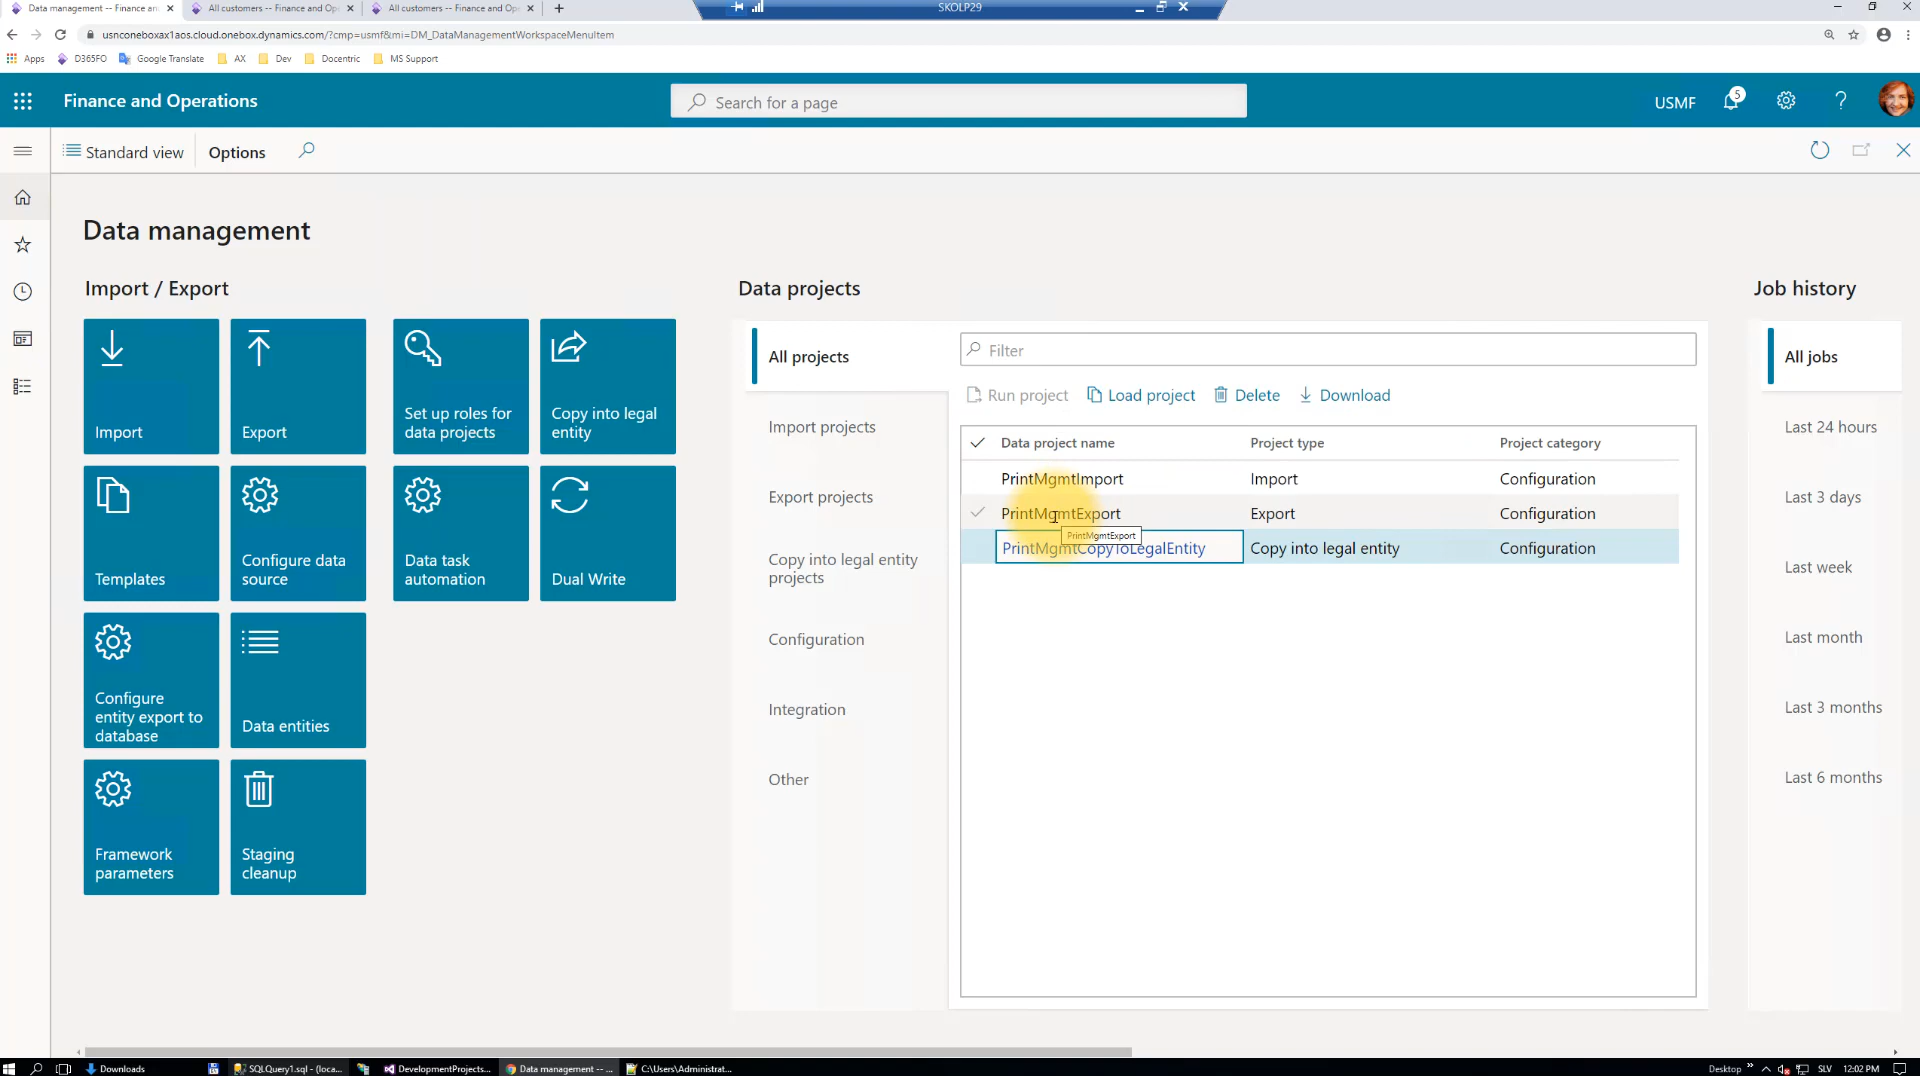 Data management -- Finance and
All customers -- Finance and Op
All customers -- Finance and Op
SKOLP29
usnconeboxax1aos.cloud.onebox.dynamics.com/?cmp=usmf&mi=DM_DataManagementWorkspaceMenuItem
Apps
D365FO
Google Translate
AX
Dev
Docentric
MS Support
Finance and Operations
Search for a page
USMF
5
Standard view
Options
Data management
Import / Export
Import
Export
Set up roles for
data projects
Copy into legal
entity
Templates
Configure data
source
Data task
automation
Dual Write
Configure
entity export to
database
Data entities
Framework
parameters
Staging
cleanup
Data projects
All projects
Import projects
Export projects
Copy into legal entity
projects
Configuration
Integration
Other
Filter
Run project
Load project
Delete
Download
Data project name
Project type
Project category
PrintMgmtImport
Import
Configuration
PrintMgmtExport
Export
Configuration
PrintMgmtExport
PrintMgmtCopyToLegalEntity
Copy into legal entity
Configuration
Job history
All jobs
Last 24 hours
Last 3 days
Last week
Last month
Last 3 months
Last 6 months
Downloads
SQLQuery1.sql - (loca...
DevelopmentProjects...
Data management -- ...
C:\Users\Administrat...
Desktop
SLV
12:02 PM